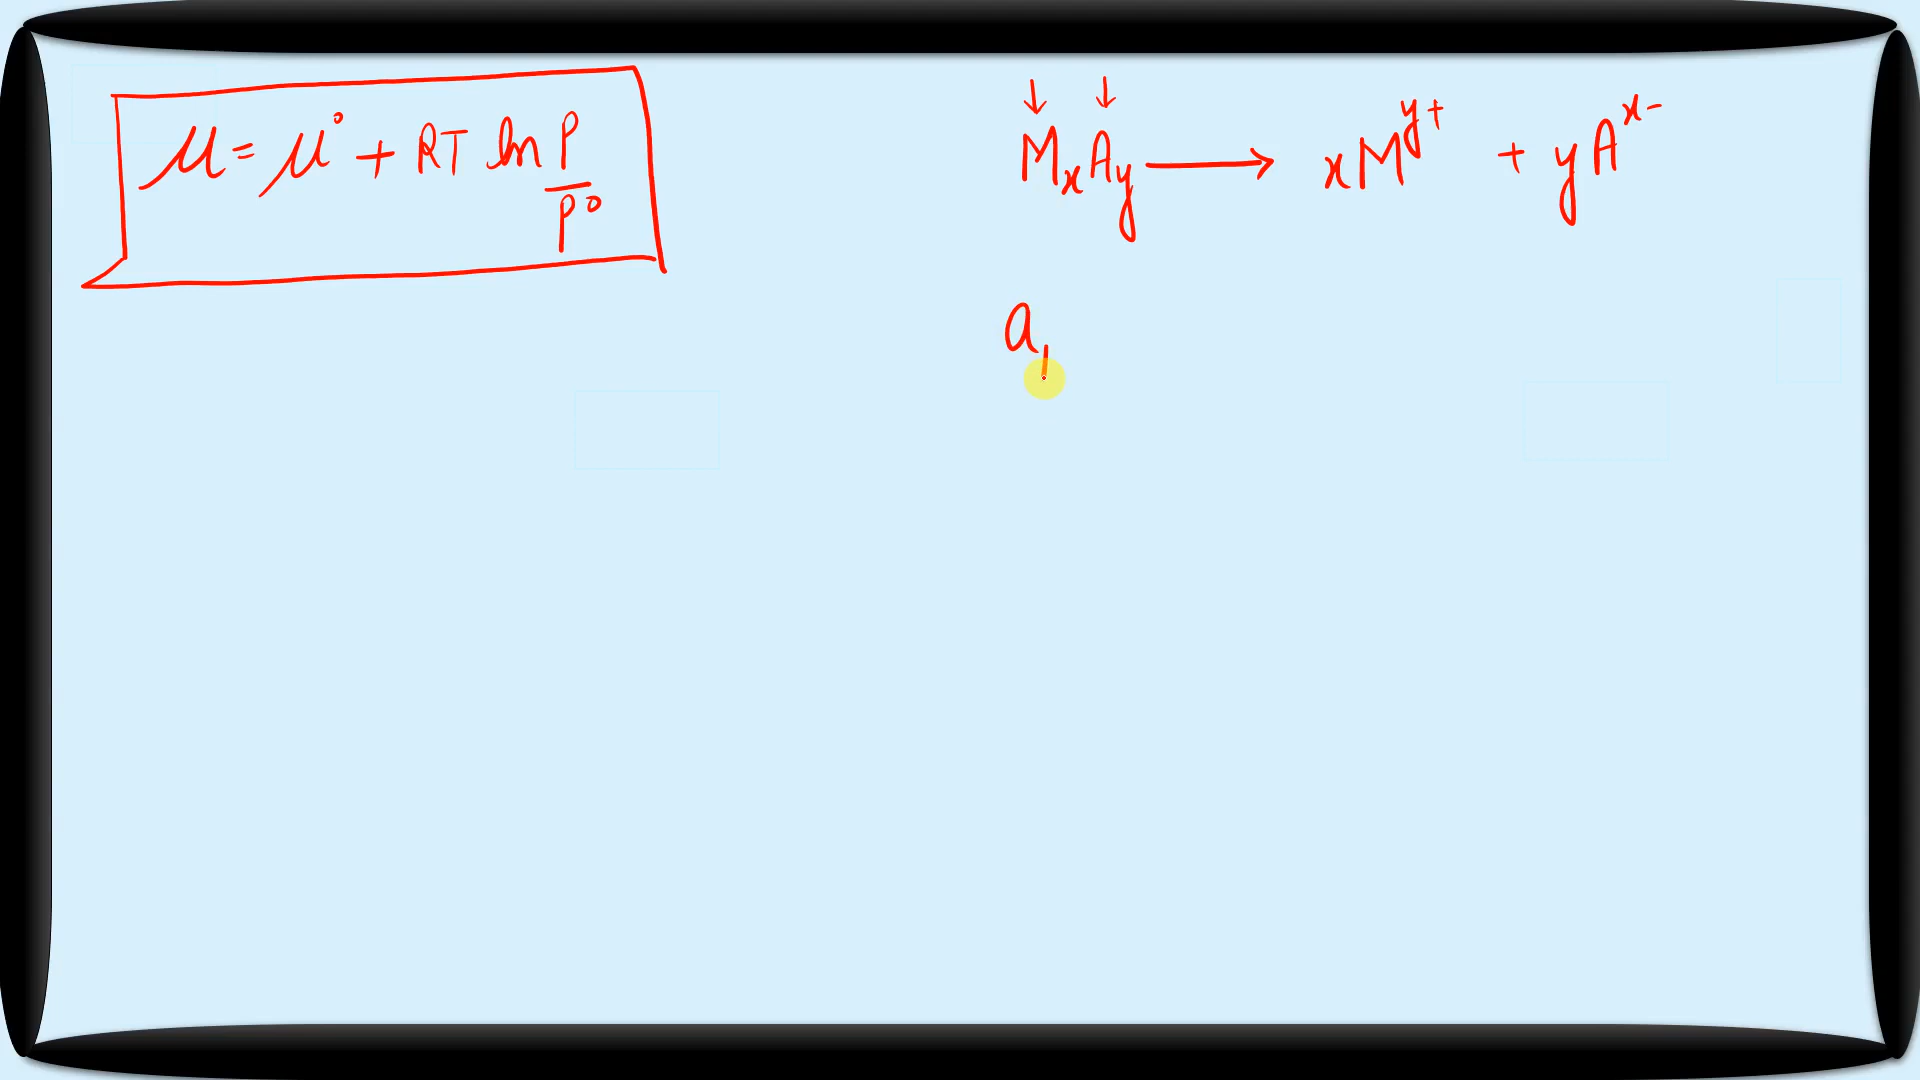 μ = μ° + RT ln P/P°
MₓAy ⟶ xM^y+ + yA^x-
a